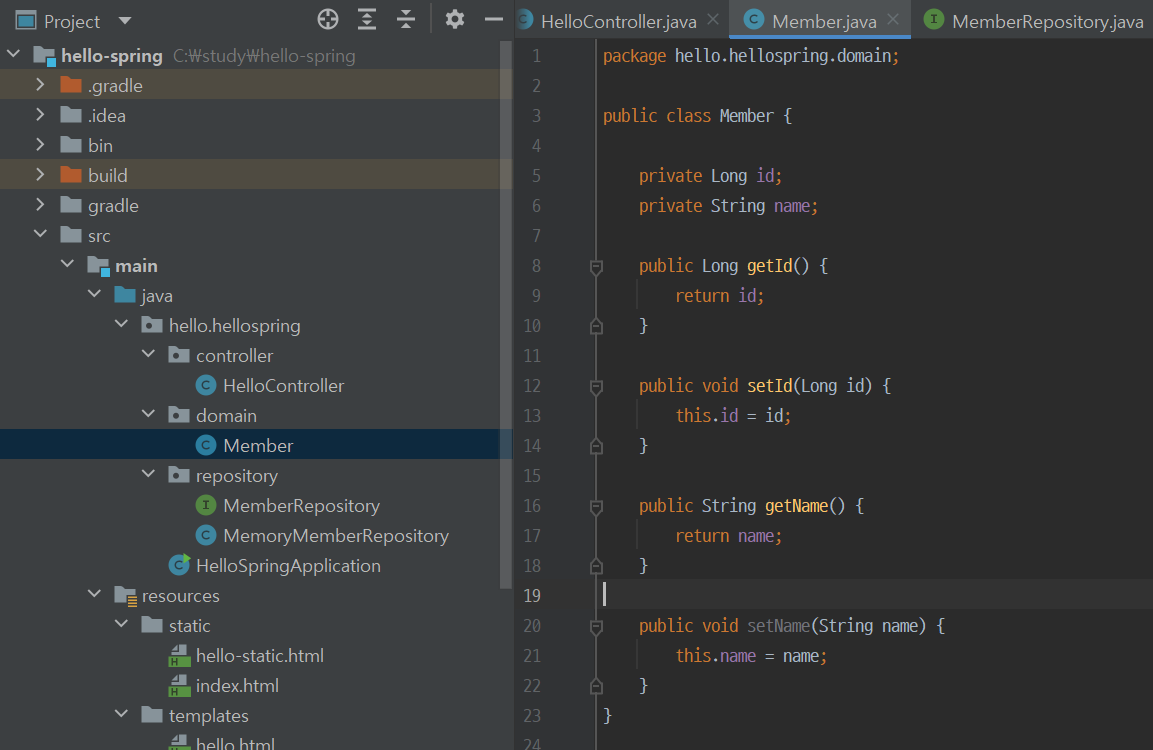 Project
hello-spring C:₩study₩hello-spring
.gradle
.idea
bin
build
gradle
src
main
java
hello.hellospring
controller
C HelloController
domain
C Member
repository
I MemberRepository
C MemoryMemberRepository
C HelloSpringApplication
resources
static
H hello-static.html
H index.html
templates
H hello.html
C HelloController.java C Member.java I MemberRepository.java
1 package hello.hellospring.domain;
2
3 public class Member {
4
5 private Long id;
6 private String name;
7
8 public Long getId() {
9 return id;
10 }
11
12 public void setId(Long id) {
13 this.id = id;
14 }
15
16 public String getName() {
17 return name;
18 }
19
20 public void setName(String name) {
21 this.name = name;
22 }
23 }
24